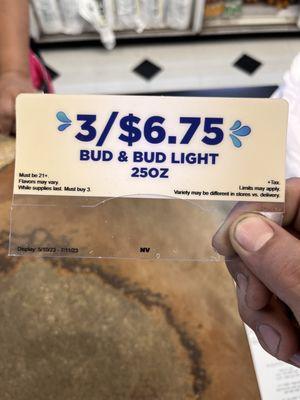 3/$6.75
BUD & BUD LIGHT
25OZ
Must be 21+.
Flavors may vary.
While supplies last. Must buy 3.
+Tax.
Limits may apply.
Variety may be different in stores vs. delivery.
Display: 5/10/23 - 7/11/23
NV